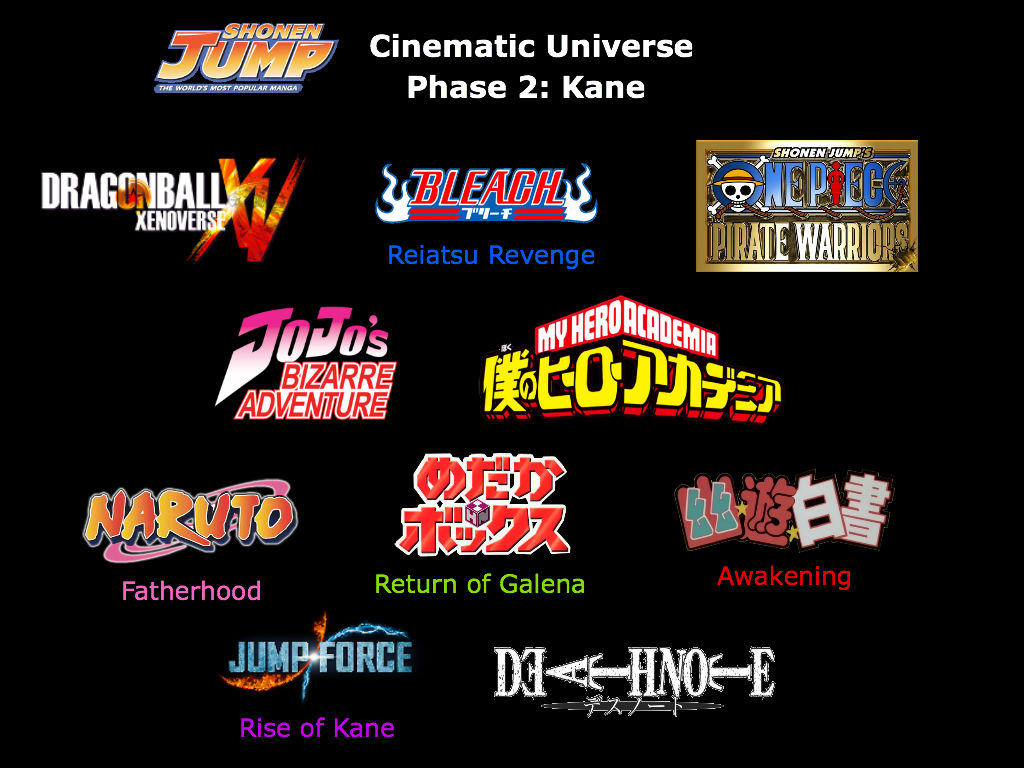 SHONEN
JUMP
THE WORLD'S MOST POPULAR MANGA
Cinematic Universe
Phase 2: Kane
DRAGONBALL XV
XENOVERSE
BLEACH
ブリーチ
Reiatsu Revenge
SHONEN JUMP'S
ONE PIECE
PIRATE WARRIORS
JOJO'S
BIZARRE
ADVENTURE
MY HERO ACADEMIA
ぼく
僕のヒーローアカデミア
NARUTO
Fatherhood
めだか
ボックス
Return of Galena
幽遊白書
Awakening
JUMP FORCE
Rise of Kane
DEATHNOTE
デスノート